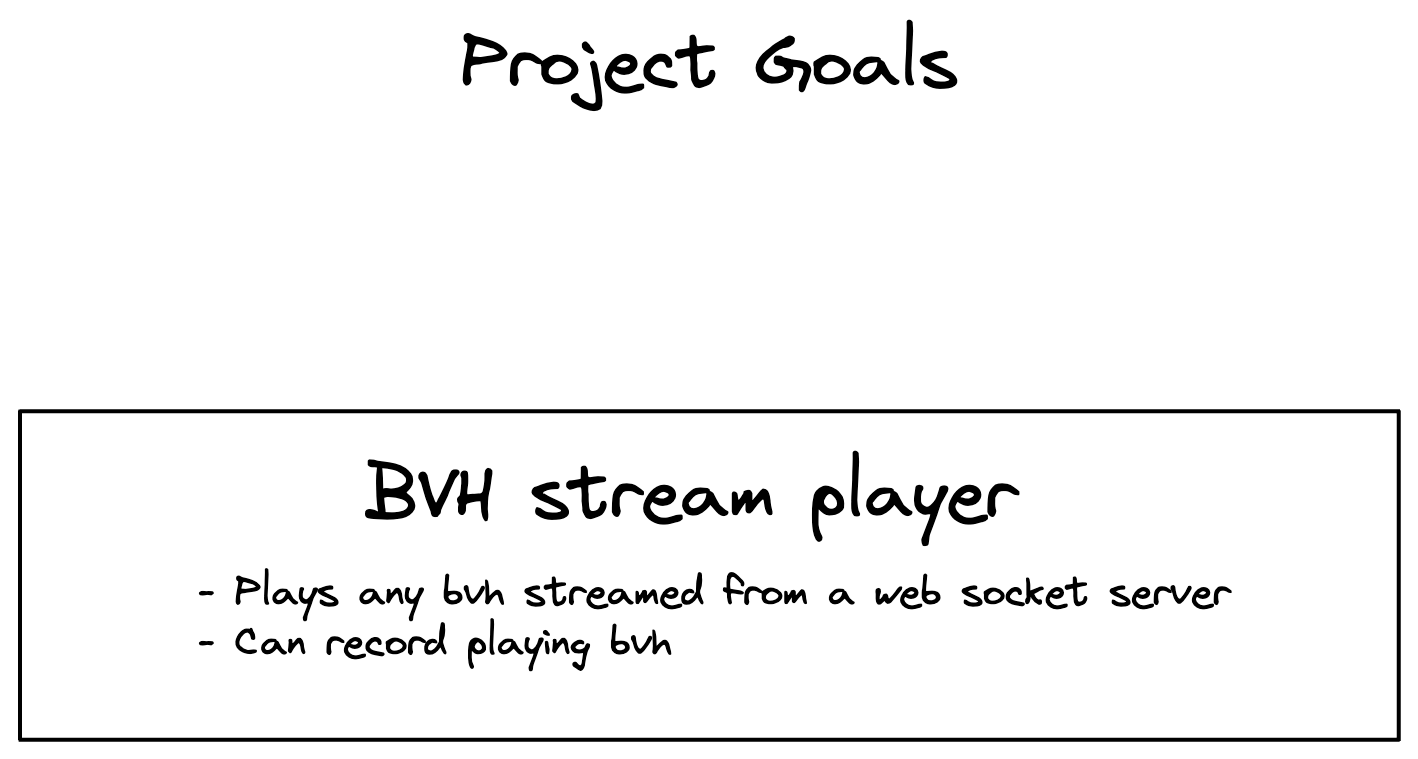 Project Goals
BVH stream player
- Plays any bvh streamed from a web socket server
- Can record playing bvh